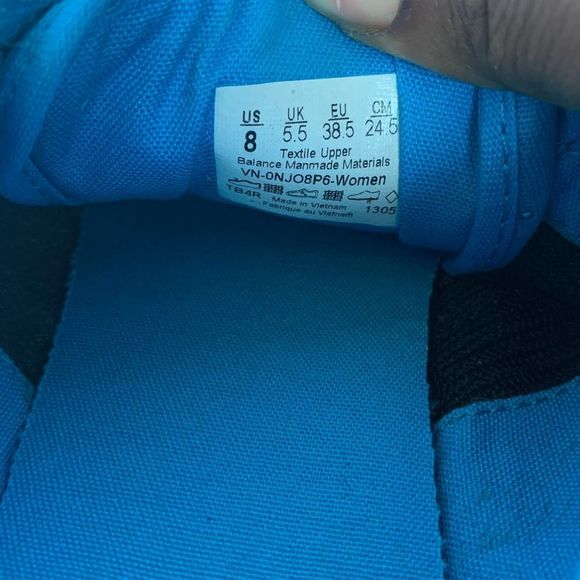 US UK EU CM
8 5.5 38.5 24.5
Textile Upper
Balance Manmade Materials
VN-0NJO8P6-Women
TB4R Made in Vietnam 1305
Fabrique au Vietnam